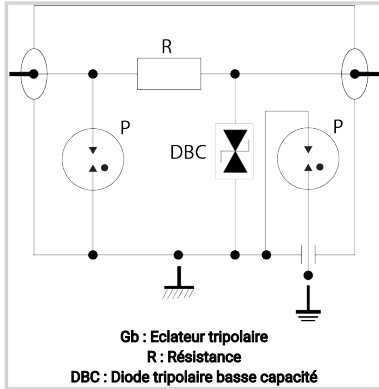 R
P
P
DBC
Gb : Eclateur tripolaire
R : Résistance
DBC : Diode tripolaire basse capacité